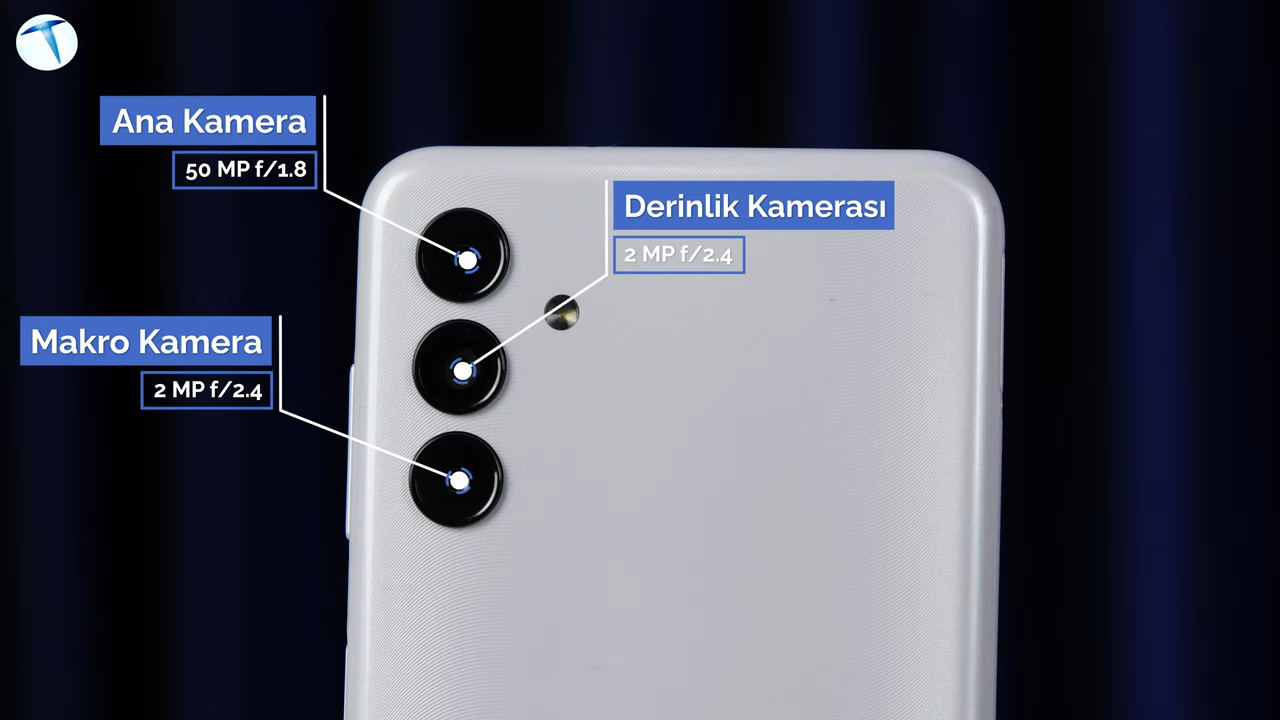 Ana Kamera
50 MP f/1.8
Derinlik Kamerası
2 MP f/2.4
Makro Kamera
2 MP f/2.4